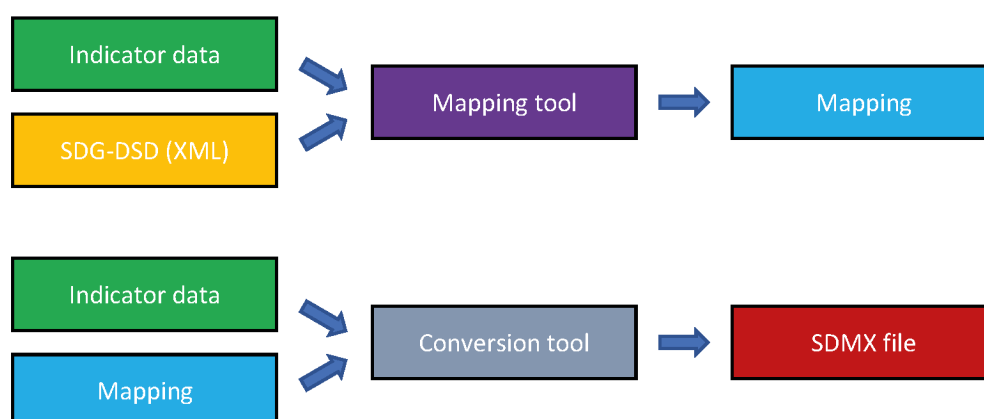 Indicator data
SDG-DSD (XML)
Mapping tool
Mapping
Indicator data
Mapping
Conversion tool
SDMX file